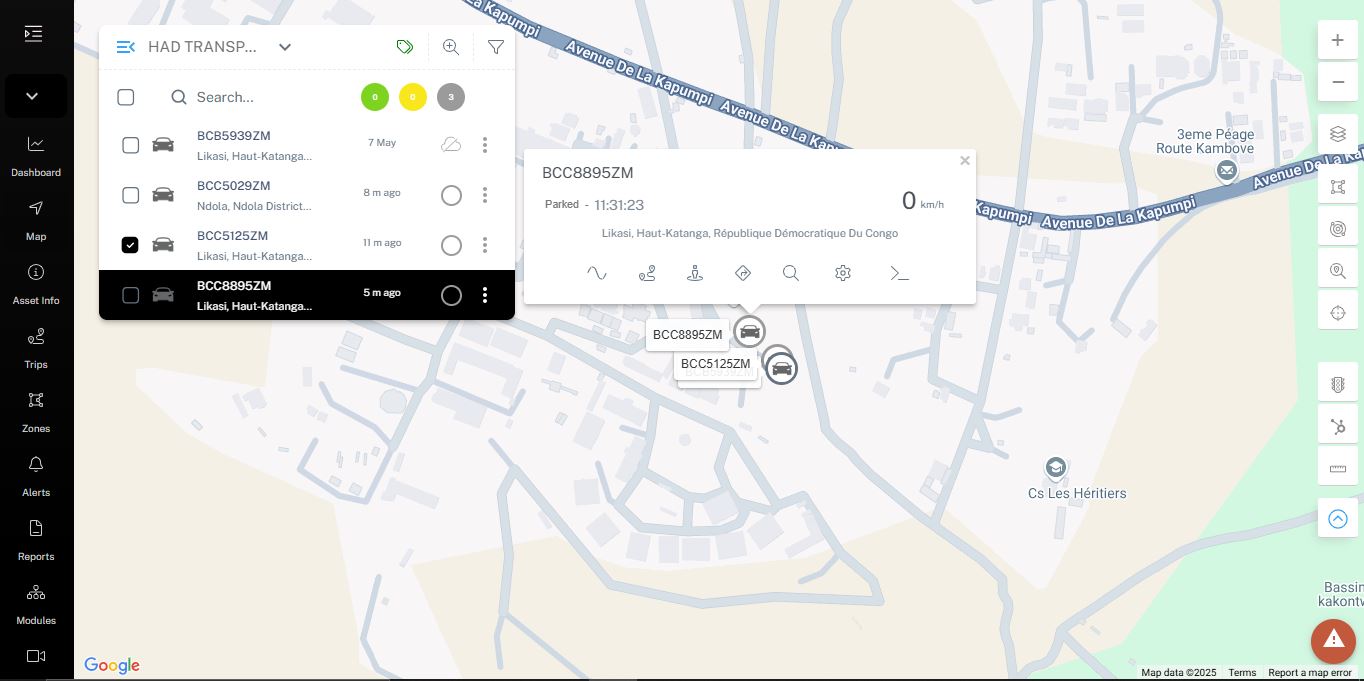 HAD TRANSP...
Search...
0
0
3
BCB5939ZM
Likasi, Haut-Katanga...
7 May
BCC5029ZM
Ndola, Ndola District...
8 m ago
BCC5125ZM
Likasi, Haut-Katanga...
11 m ago
BCC8895ZM
Likasi, Haut-Katanga...
5 m ago
Dashboard
Map
Asset Info
Trips
Zones
Alerts
Reports
Modules
Kapumpi
Avenue De La Kapumpi
Avenue De La Kapumpi
BCC8895ZM
Parked - 11:31:23
0 km/h
Likasi, Haut-Katanga, République Démocratique Du Congo
BCC8895ZM
BCC5125ZM
3eme Péage
Route Kambove
Kapumpi
Avenue De La Kapumpi
Avenue De La
Cs Les Héritiers
Bassin
kakontw
Google
Map data ©2025
Terms
Report a map error